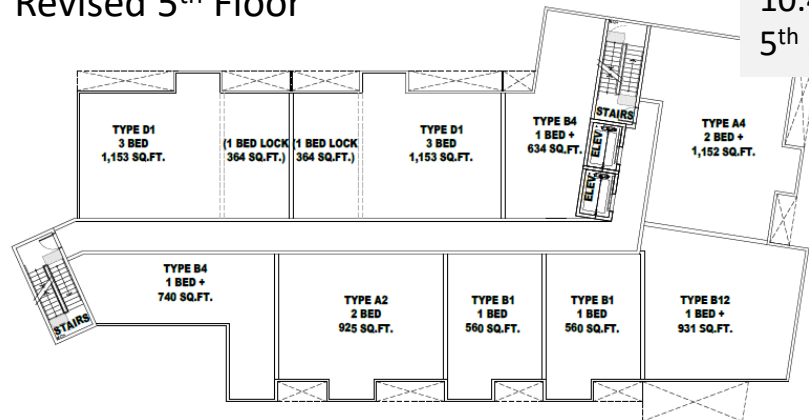 Revised 5th Floor
5th
TYPE D1
3 BED
1,153 SQ.FT.
(1 BED LOCK
364 SQ.FT.)
(1 BED LOCK
364 SQ.FT.)
TYPE D1
3 BED
1,153 SQ.FT.
TYPE B4
1 BED +
634 SQ.FT.
STAIRS
ELEV.
ELEV.
TYPE A4
2 BED +
1,152 SQ.FT.
STAIRS
TYPE B4
1 BED +
740 SQ.FT.
TYPE A2
2 BED
925 SQ.FT.
TYPE B1
1 BED
560 SQ.FT.
TYPE B1
1 BED
560 SQ.FT.
TYPE B12
1 BED +
931 SQ.FT.